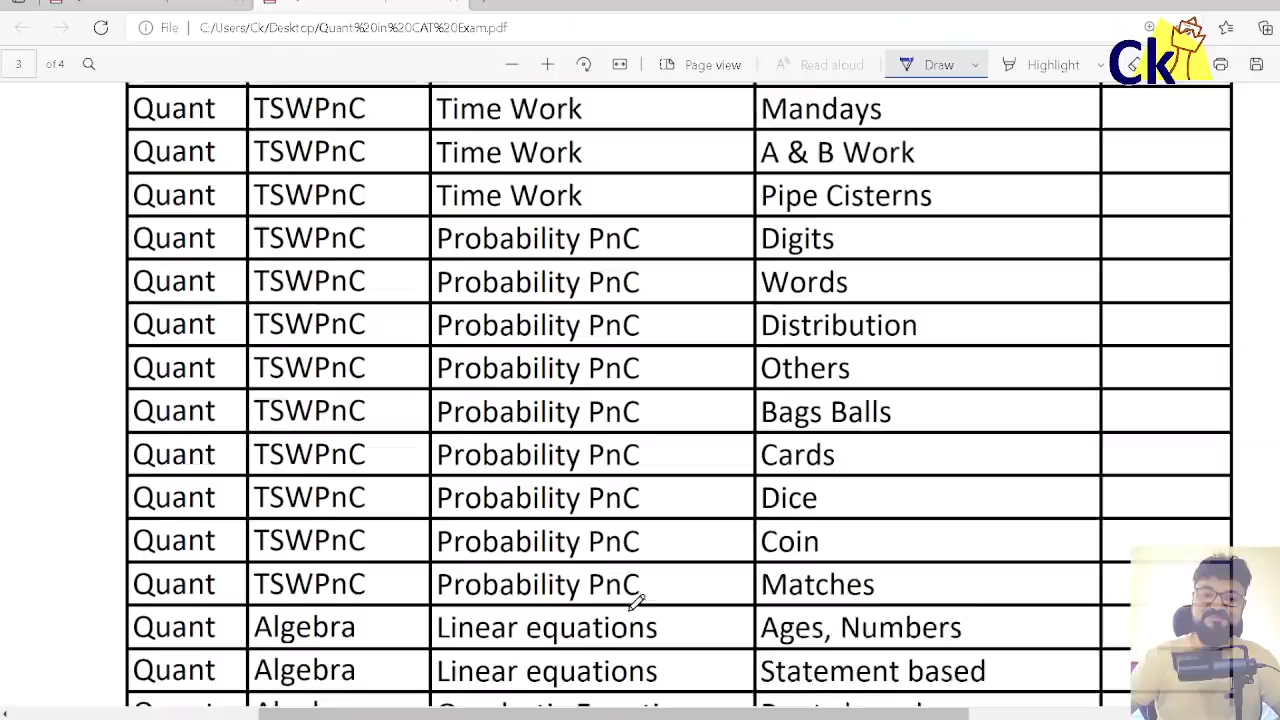 File C:/Users/Ck/Desktop/Quant%20in%20CAT%20Exam.pdf
3 of 4 Page view Read aloud Draw Highlight
Ck
Quant TSWPnC Time Work Mandays
Quant TSWPnC Time Work A & B Work
Quant TSWPnC Time Work Pipe Cisterns
Quant TSWPnC Probability PnC Digits
Quant TSWPnC Probability PnC Words
Quant TSWPnC Probability PnC Distribution
Quant TSWPnC Probability PnC Others
Quant TSWPnC Probability PnC Bags Balls
Quant TSWPnC Probability PnC Cards
Quant TSWPnC Probability PnC Dice
Quant TSWPnC Probability PnC Coin
Quant TSWPnC Probability PnC Matches
Quant Algebra Linear equations Ages, Numbers
Quant Algebra Linear equations Statement based